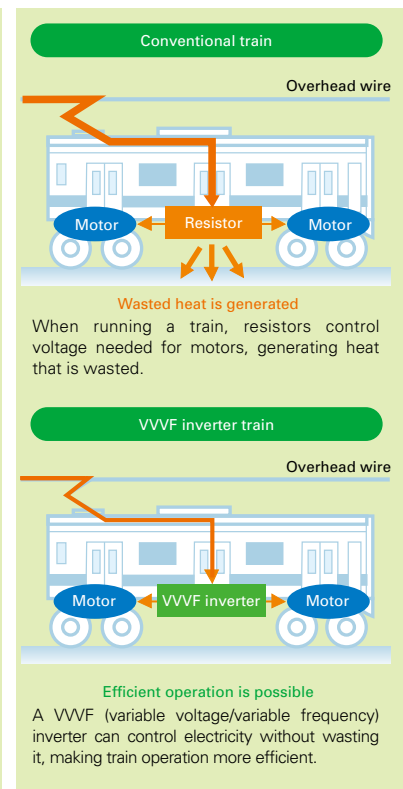 Conventional train
Overhead wire
Motor
Resistor
Motor
Wasted heat is generated
When running a train, resistors control
voltage needed for motors, generating heat
that is wasted.
VVVF inverter train
Overhead wire
Motor
VVVF inverter
Motor
Efficient operation is possible
A VVVF (variable voltage/variable frequency)
inverter can control electricity without wasting
it, making train operation more efficient.